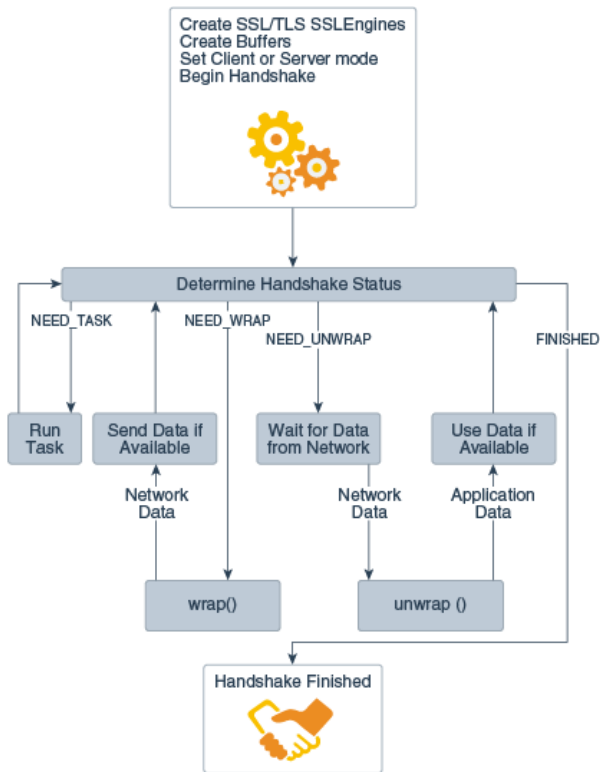 Create SSL/TLS SSLEngines
Create Buffers
Set Client or Server mode
Begin Handshake
Determine Handshake Status
NEED_TASK
NEED_WRAP
NEED_UNWRAP
FINISHED
Run
Task
Send Data if
Available
Wait for Data
from Network
Use Data if
Available
Network
Data
Network
Data
Application
Data
wrap()
unwrap ()
Handshake Finished